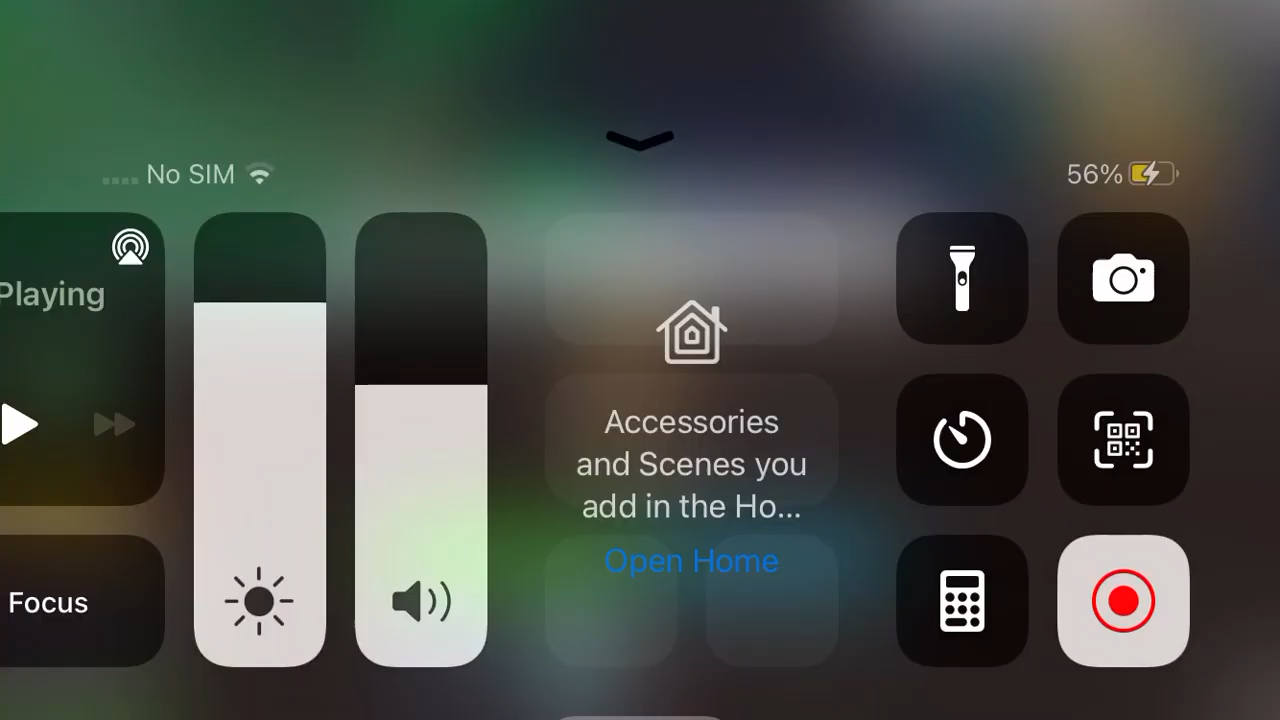 No SIM
56%
Playing
Accessories
and Scenes you
add in the Ho...
Open Home
Focus